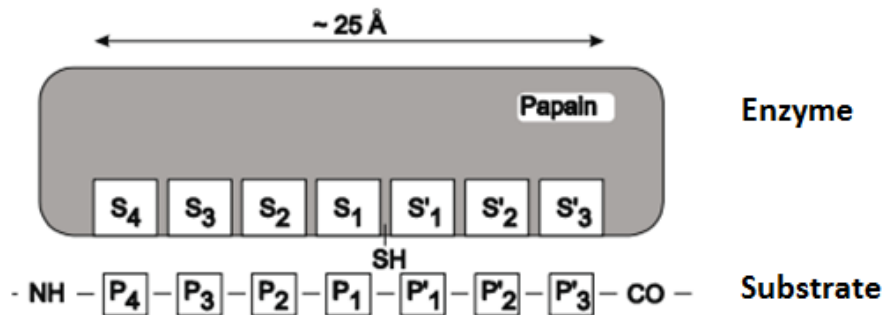 ~ 25 Å
Papain
Enzyme
S₄ S₃ S₂ S₁ S'₁ S'₂ S'₃
SH
- NH – P₄ – P₃ – P₂ – P₁ – P'₁ – P'₂ – P'₃ – CO –
Substrate